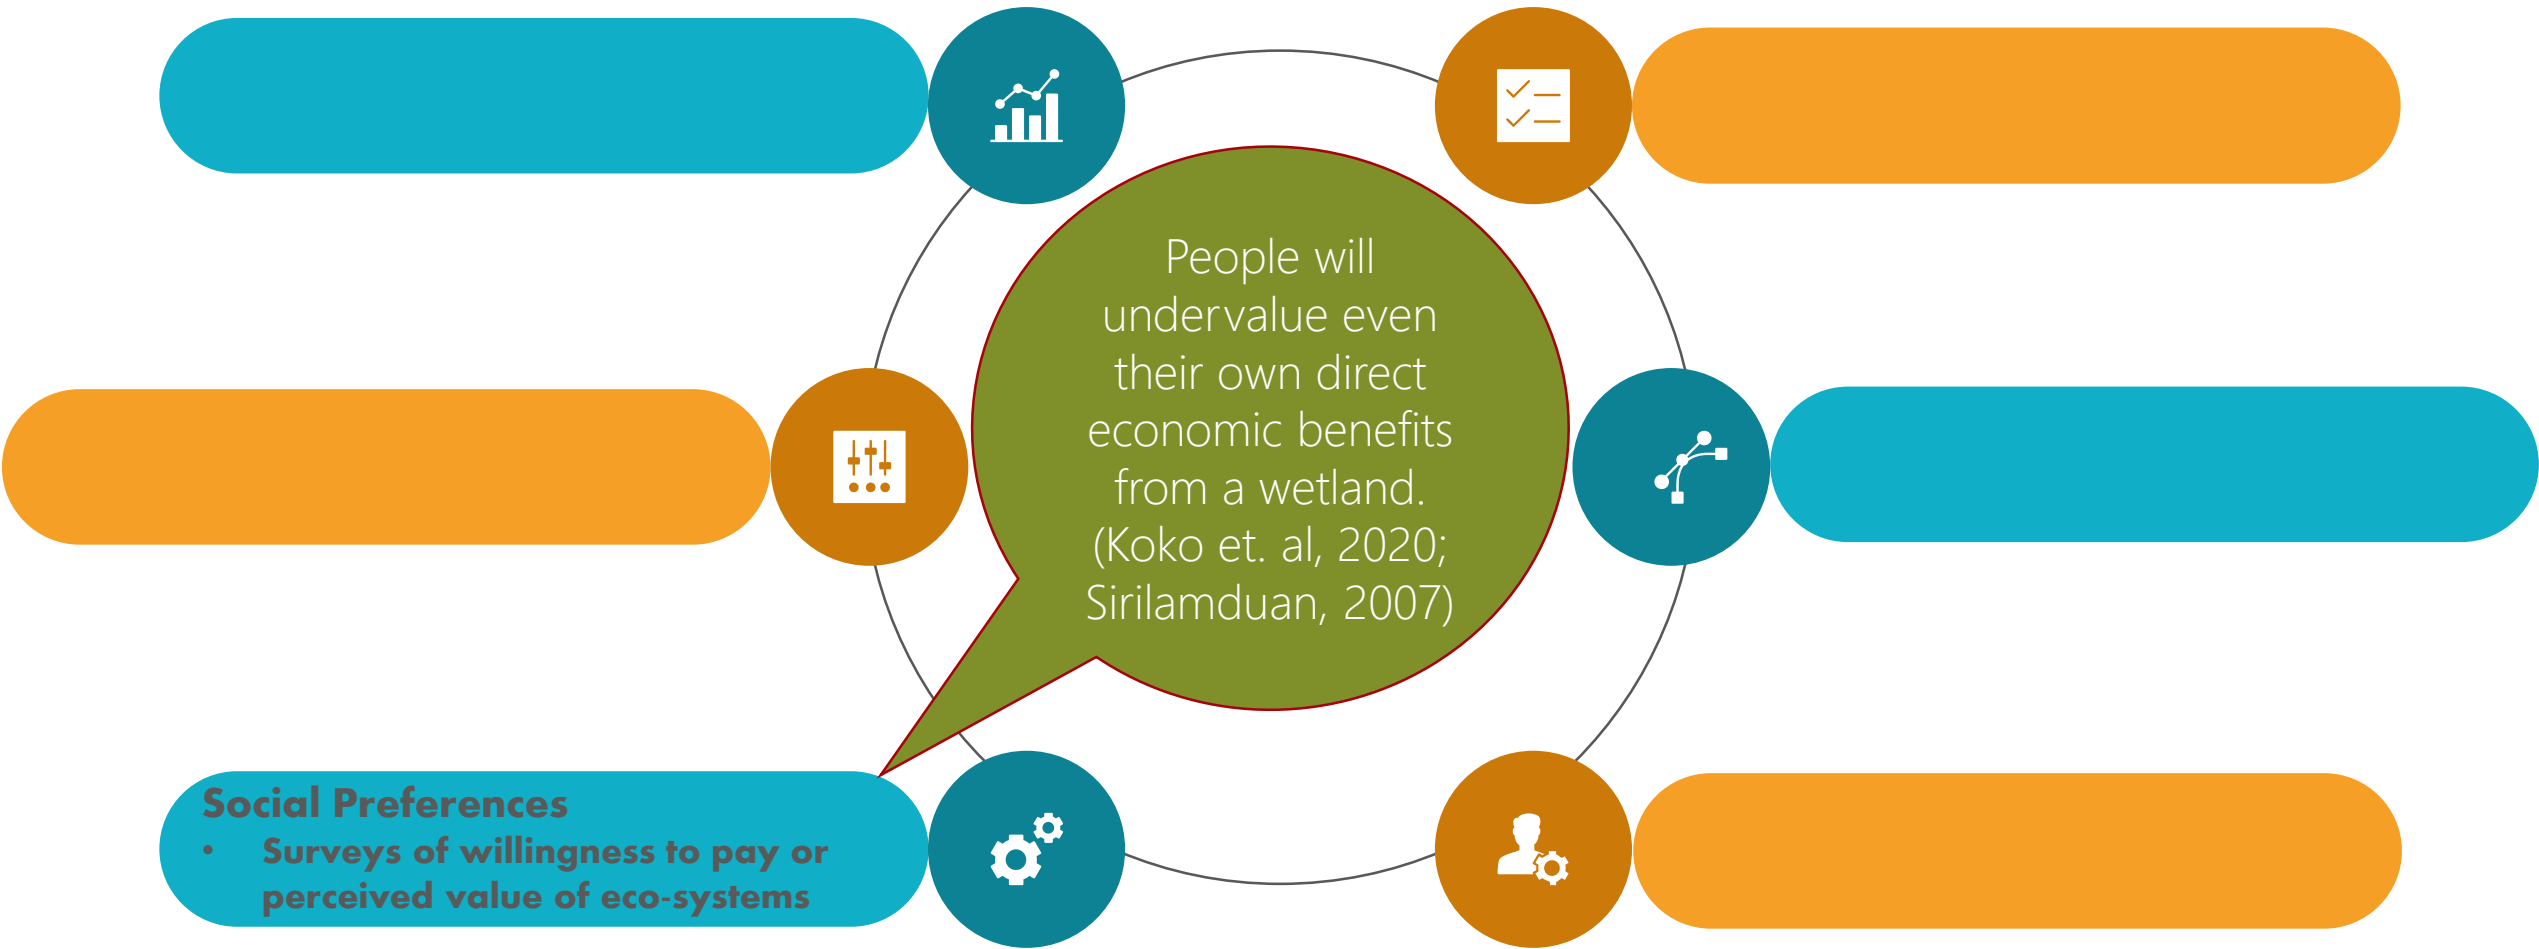 People will
undervalue even
their own direct
economic benefits
from a wetland.
(Koko et. al, 2020;
Sirilamduan, 2007)
Social Preferences
• Surveys of willingness to pay or
perceived value of eco-systems